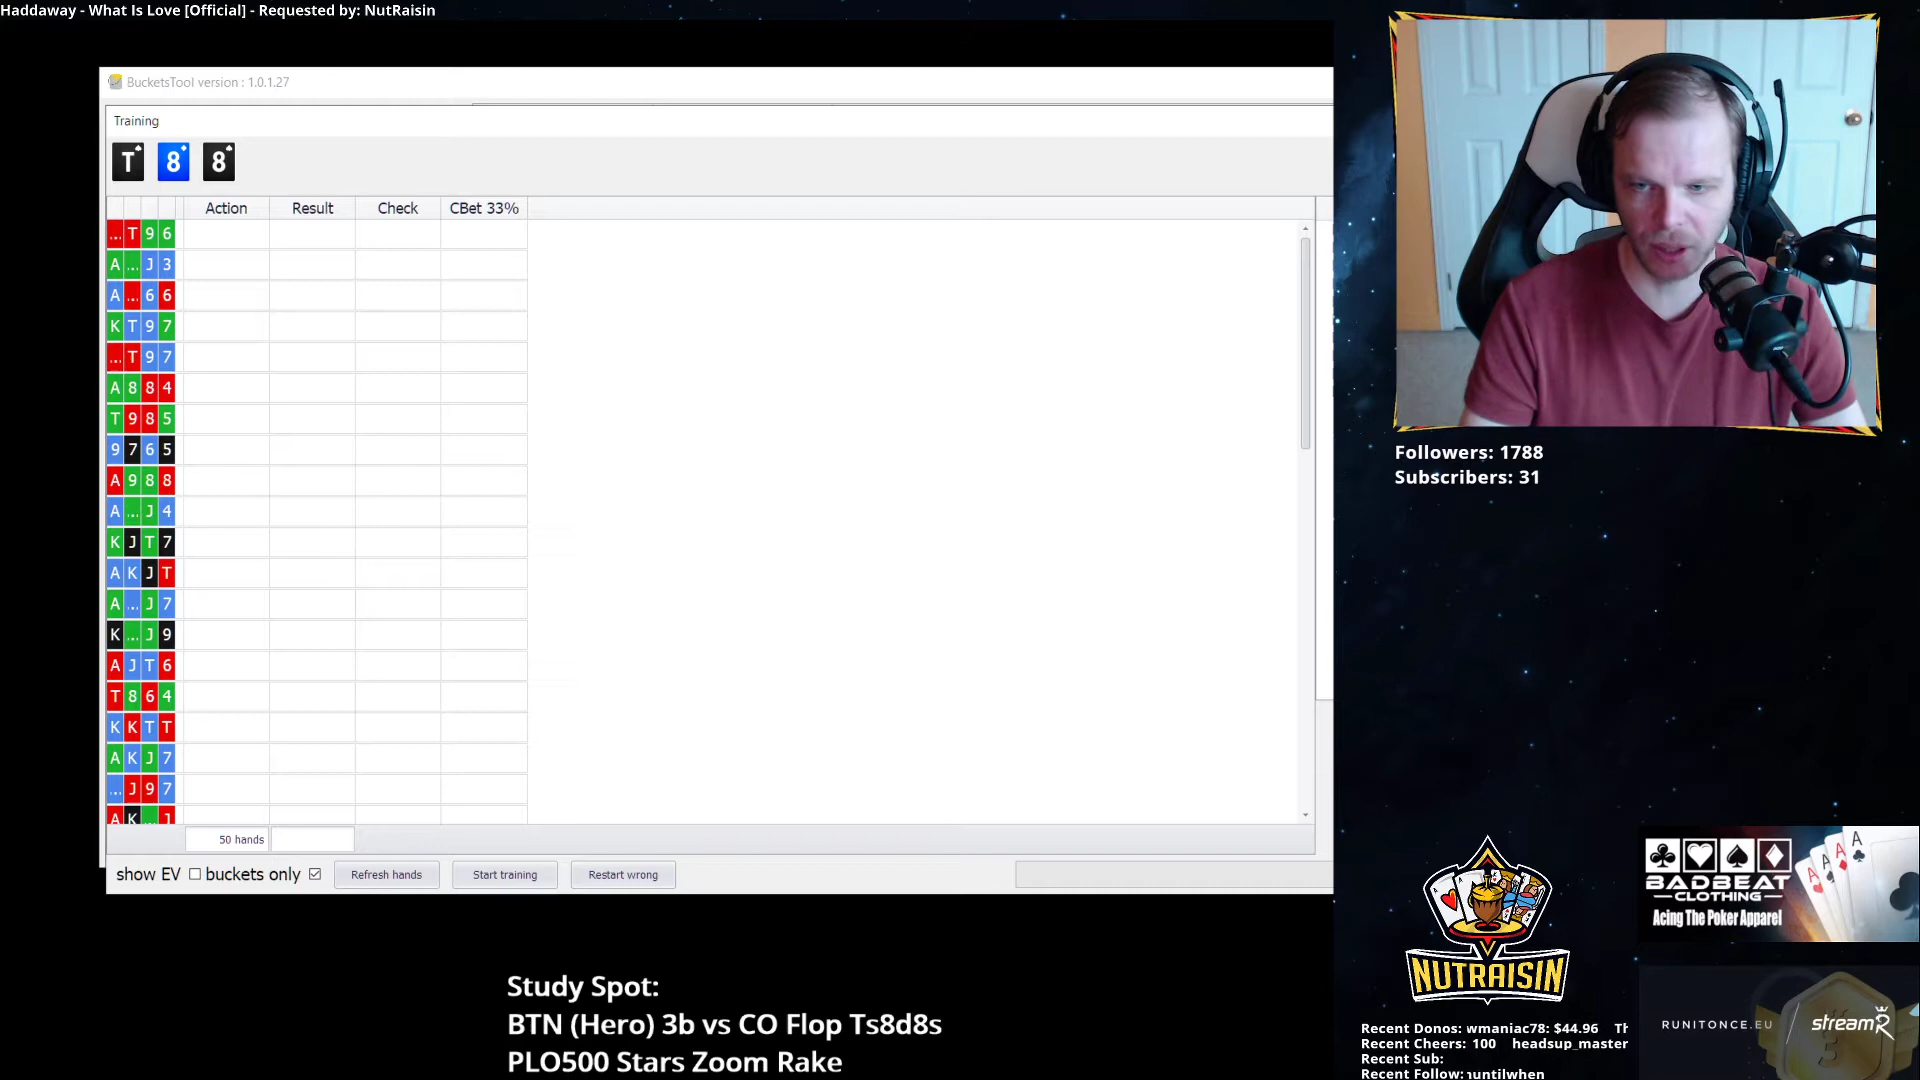 Haddaway - What Is Love [Official] - Requested by: NutRaisin
BucketsTool version : 1.0.1.27
Training
T 8 8
Action Result Check CBet 33%
... T 9 6
A ... J 3
A ... 6 6
K T 9 7
... T 9 7
A 8 8 4
T 9 8 5
9 7 6 5
A 9 8 8
A ... J 4
K J T 7
A K J T
A ... J 7
K ... J 9
A J T 6
T 8 6 4
K K T T
A K J 7
... J 9 7
A K ... J
50 hands
show EV buckets only Refresh hands Start training Restart wrong
Study Spot:
BTN (Hero) 3b vs CO Flop Ts8d8s
PLO500 Stars Zoom Rake
Followers: 1788
Subscribers: 31
NUTRAISIN
BADBEAT
CLOTHING
Acing The Poker Apparel
RUNITONCE.EU / streamR
Recent Donos: wmaniac78: $44.96 Th
Recent Cheers: 100 headsup_master
Recent Sub:
Recent Follow: untilwhen